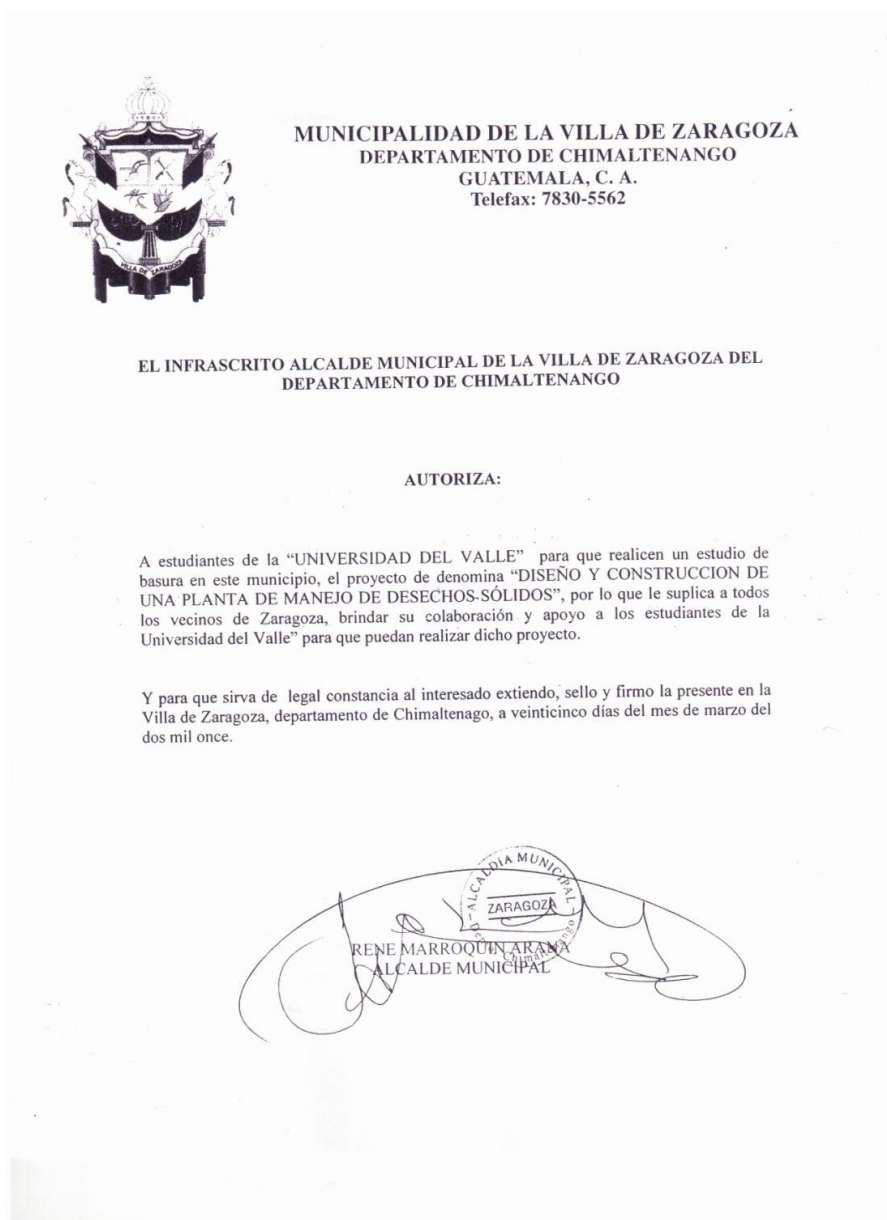 MUNICIPALIDAD DE LA VILLA DE ZARAGOZA
DEPARTAMENTO DE CHIMALTENANGO
GUATEMALA, C. A.
Telefax: 7830-5562
VILLA DE ZARAGOZA
EL INFRASCRITO ALCALDE MUNICIPAL DE LA VILLA DE ZARAGOZA DEL
DEPARTAMENTO DE CHIMALTENANGO
AUTORIZA:
A estudiantes de la “UNIVERSIDAD DEL VALLE” para que realicen un estudio de
basura en este municipio, el proyecto de denomina “DISEÑO Y CONSTRUCCION DE
UNA PLANTA DE MANEJO DE DESECHOS-SÓLIDOS”, por lo que le suplica a todos
los vecinos de Zaragoza, brindar su colaboración y apoyo a los estudiantes de la
Universidad del Valle” para que puedan realizar dicho proyecto.
Y para que sirva de legal constancia al interesado extiendo, sello y firmo la presente en la
Villa de Zaragoza, departamento de Chimaltenago, a veinticinco días del mes de marzo del
dos mil once.
ALCALDIA MUNICIPAL
ZARAGOZA
Chimaltenango
RENE MARROQUIN ARANA
ALCALDE MUNICIPAL